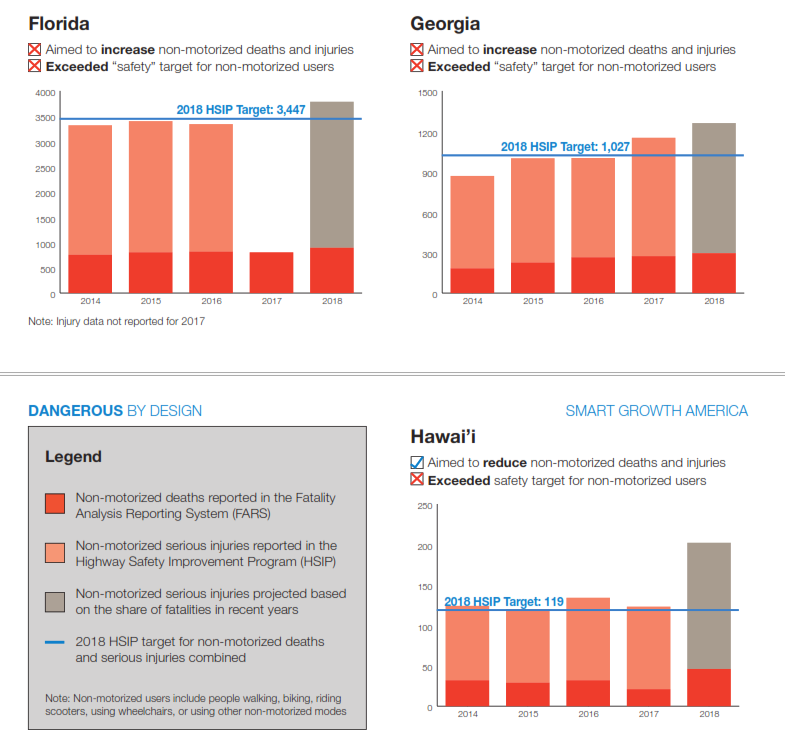 Florida
Aimed to increase non-motorized deaths and injuries
Exceeded “safety” target for non-motorized users
4000
3500
3000
2500
2000
1500
1000
500
0
2018 HSIP Target: 3,447
2014 2015 2016 2017 2018
Note: Injury data not reported for 2017
Georgia
Aimed to increase non-motorized deaths and injuries
Exceeded “safety” target for non-motorized users
1500
1200
900
600
300
0
2018 HSIP Target: 1,027
2014 2015 2016 2017 2018
DANGEROUS BY DESIGN
SMART GROWTH AMERICA
Legend
Non-motorized deaths reported in the Fatality
Analysis Reporting System (FARS)
Non-motorized serious injuries reported in the
Highway Safety Improvement Program (HSIP)
Non-motorized serious injuries projected based
on the share of fatalities in recent years
2018 HSIP target for non-motorized deaths
and serious injuries combined
Note: Non-motorized users include people walking, biking, riding
scooters, using wheelchairs, or using other non-motorized modes
Hawai’i
Aimed to reduce non-motorized deaths and injuries
Exceeded safety target for non-motorized users
250
200
150
100
50
0
2018 HSIP Target: 119
2014 2015 2016 2017 2018